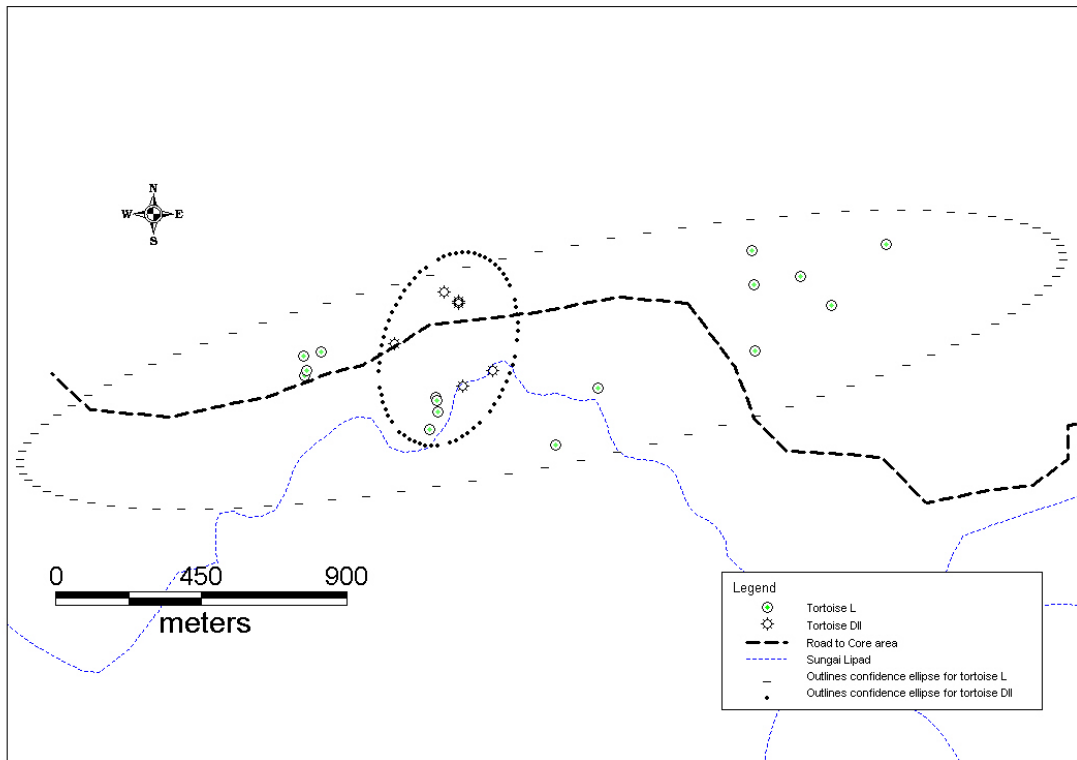 N
W E
S
0 450 900
meters
Legend
Tortoise L
Tortoise DII
Road to Core area
Sungai Lipad
Outlines confidence ellipse for tortoise L
Outlines confidence ellipse for tortoise DII